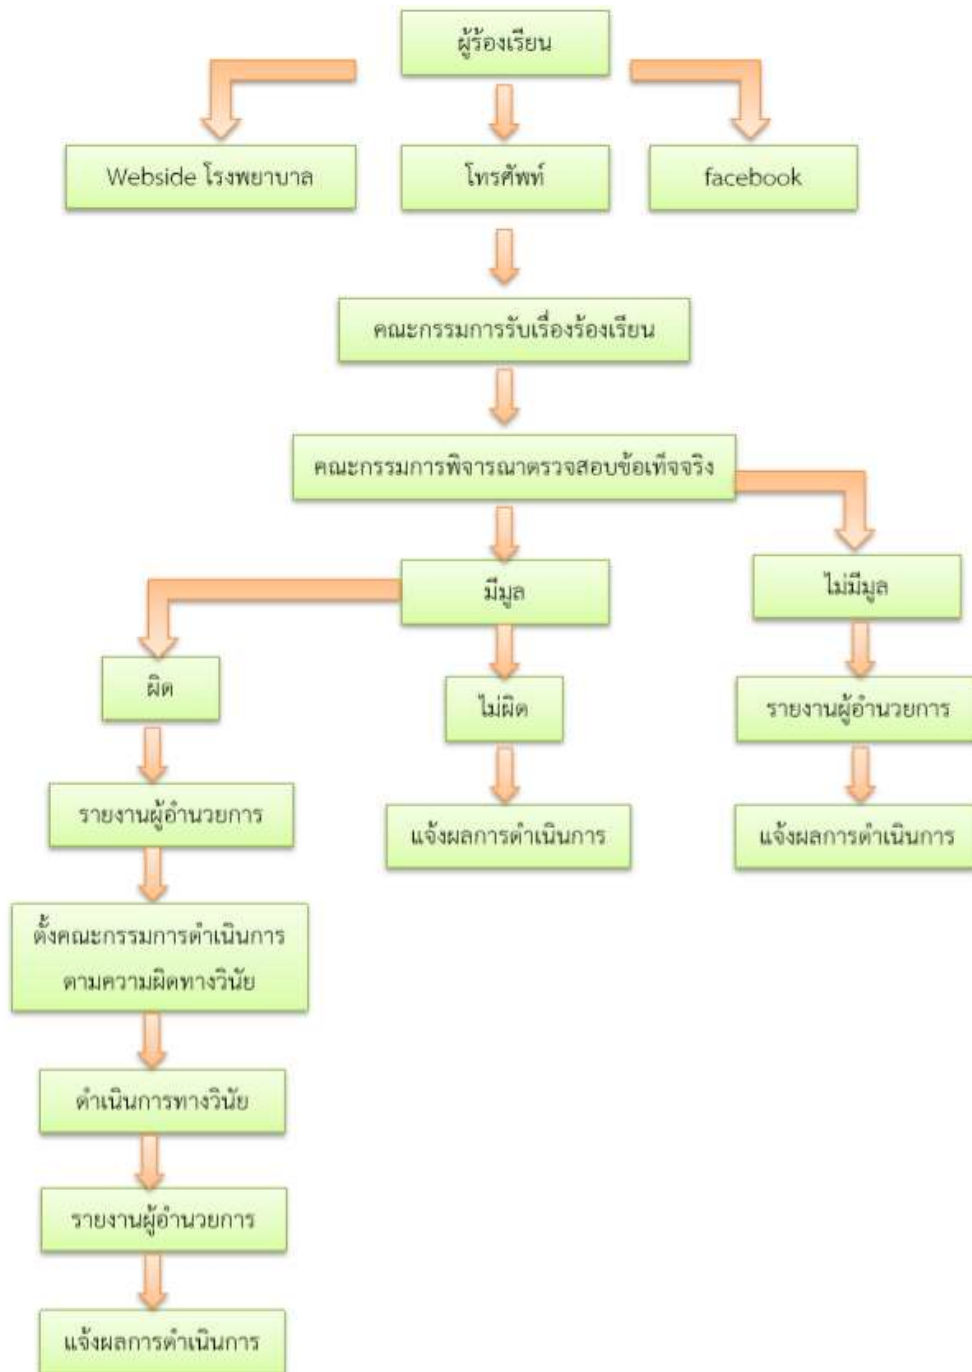 ผู้ร้องเรียน
Webside โรงพยาบาล
โทรศัพท์
facebook
คณะกรรมการรับเรื่องร้องเรียน
คณะกรรมการพิจารณาตรวจสอบข้อเท็จจริง
มีมูล
ไม่มีมูล
ผิด
ไม่ผิด
รายงานผู้อำนวยการ
รายงานผู้อำนวยการ
แจ้งผลการดำเนินการ
แจ้งผลการดำเนินการ
ตั้งคณะกรรมการดำเนินการ
ตามความผิดทางวินัย
ดำเนินการทางวินัย
รายงานผู้อำนวยการ
แจ้งผลการดำเนินการ